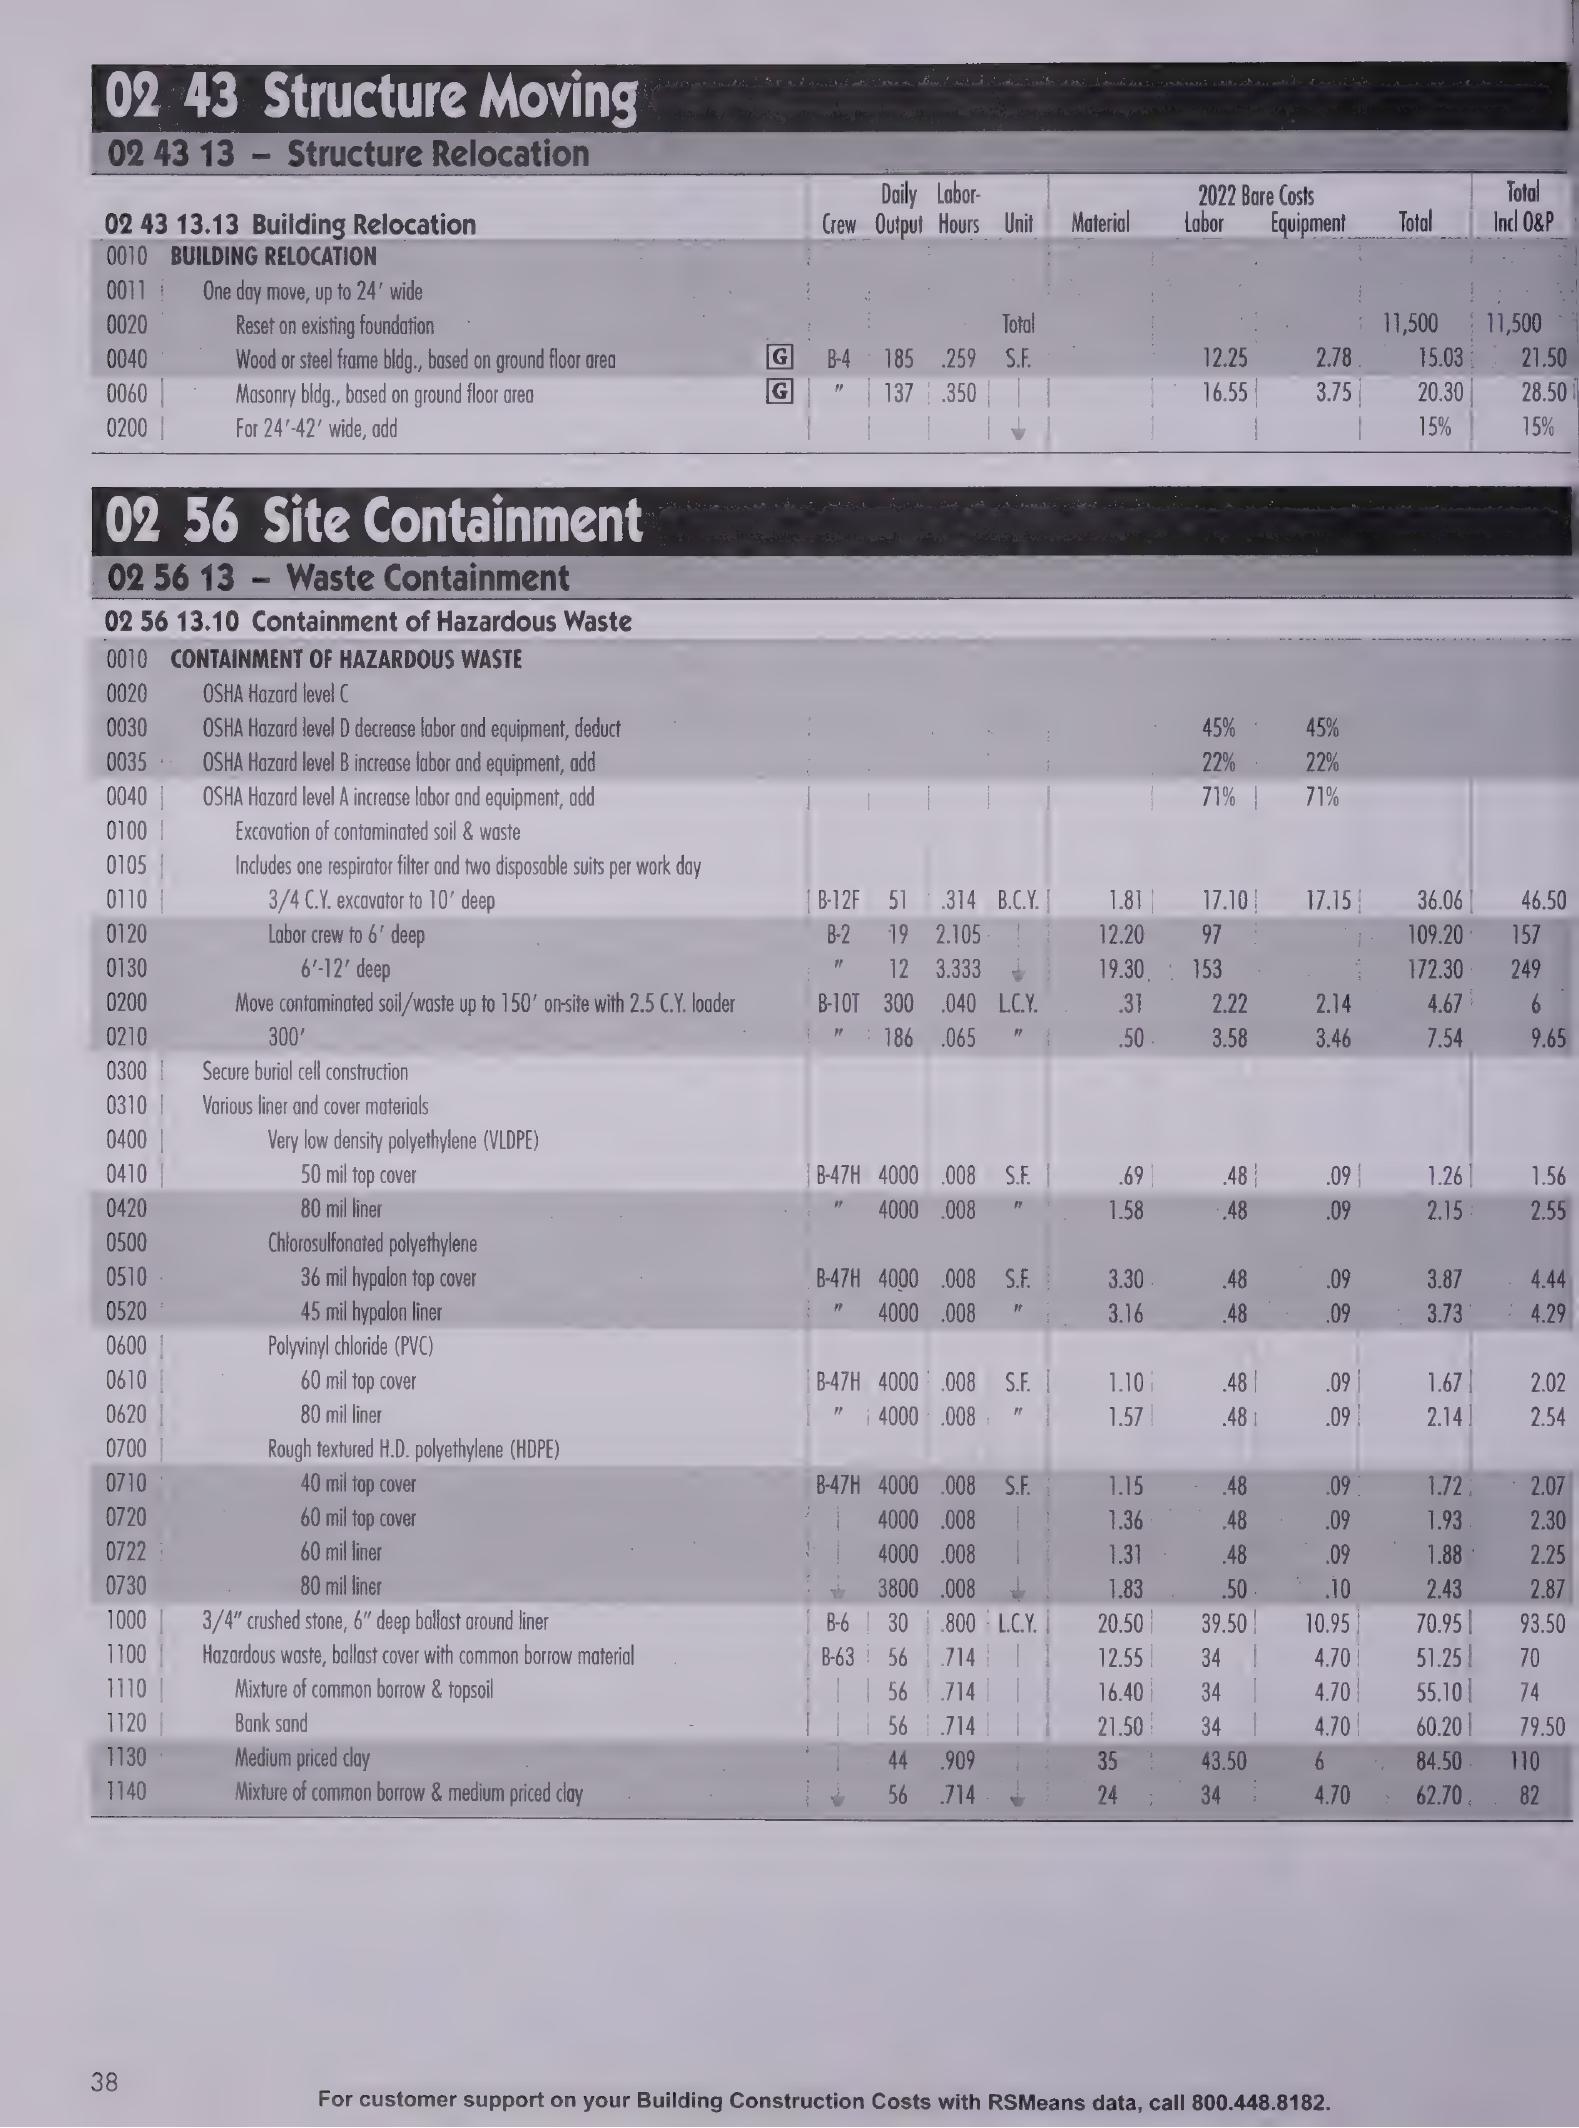 02 43 Structure Moving
02 43 13 – Structure Relocation
Daily Labor- 2022 Bare Costs Total
02 43 13.13 Building Relocation Crew Output Hours Unit Material Labor Equipment Total Incl O&P
0010 BUILDING RELOCATION
0011 One day move, up to 24' wide
0020 Reset on existing foundation Total 11,500 11,500
0040 Wood or steel frame bldg., based on ground floor area G B-4 185 .259 S.F. 12.25 2.78 15.03 21.50
0060 Masonry bldg., based on ground floor area G " 137 .350 16.55 3.75 20.30 28.50
0200 For 24'-42' wide, add 15% 15%
02 56 Site Containment
02 56 13 – Waste Containment
02 56 13.10 Containment of Hazardous Waste
0010 CONTAINMENT OF HAZARDOUS WASTE
0020 OSHA Hazard level C
0030 OSHA Hazard level D decrease labor and equipment, deduct 45% 45%
0035 OSHA Hazard level B increase labor and equipment, add 22% 22%
0040 OSHA Hazard level A increase labor and equipment, add 71% 71%
0100 Excavation of contaminated soil & waste
0105 Includes one respirator filter and two disposable suits per work day
0110 3/4 C.Y. excavator to 10' deep B-12F 51 .314 B.C.Y. 1.81 17.10 17.15 36.06 46.50
0120 Labor crew to 6' deep B-2 19 2.105 12.20 97 109.20 157
0130 6'-12' deep " 12 3.333 19.30 153 172.30 249
0200 Move contaminated soil/waste up to 150' on-site with 2.5 C.Y. loader B-10T 300 .040 L.C.Y. .31 2.22 2.14 4.67 6
0210 300' " 186 .065 " .50 3.58 3.46 7.54 9.65
0300 Secure burial cell construction
0310 Various liner and cover materials
0400 Very low density polyethylene (VLDPE)
0410 50 mil top cover B-47H 4000 .008 S.F. .69 .48 .09 1.26 1.56
0420 80 mil liner " 4000 .008 " 1.58 .48 .09 2.15 2.55
0500 Chlorosulfonated polyethylene
0510 36 mil hypalon top cover B-47H 4000 .008 S.F. 3.30 .48 .09 3.87 4.44
0520 45 mil hypalon liner " 4000 .008 " 3.16 .48 .09 3.73 4.29
0600 Polyvinyl chloride (PVC)
0610 60 mil top cover B-47H 4000 .008 S.F. 1.10 .48 .09 1.67 2.02
0620 80 mil liner " 4000 .008 " 1.57 .48 .09 2.14 2.54
0700 Rough textured H.D. polyethylene (HDPE)
0710 40 mil top cover B-47H 4000 .008 S.F. 1.15 .48 .09 1.72 2.07
0720 60 mil top cover 4000 .008 1.36 .48 .09 1.93 2.30
0722 60 mil liner 4000 .008 1.31 .48 .09 1.88 2.25
0730 80 mil liner 3800 .008 1.83 .50 .10 2.43 2.87
1000 3/4" crushed stone, 6" deep ballast around liner B-6 30 .800 L.C.Y. 20.50 39.50 10.95 70.95 93.50
1100 Hazardous waste, ballast cover with common borrow material B-63 56 .714 12.55 34 4.70 51.25 70
1110 Mixture of common borrow & topsoil 56 .714 16.40 34 4.70 55.10 74
1120 Bank sand 56 .714 21.50 34 4.70 60.20 79.50
1130 Medium priced clay 44 .909 35 43.50 6 84.50 110
1140 Mixture of common borrow & medium priced clay 56 .714 24 34 4.70 62.70 82
38
For customer support on your Building Construction Costs with RSMeans data, call 800.448.8182.